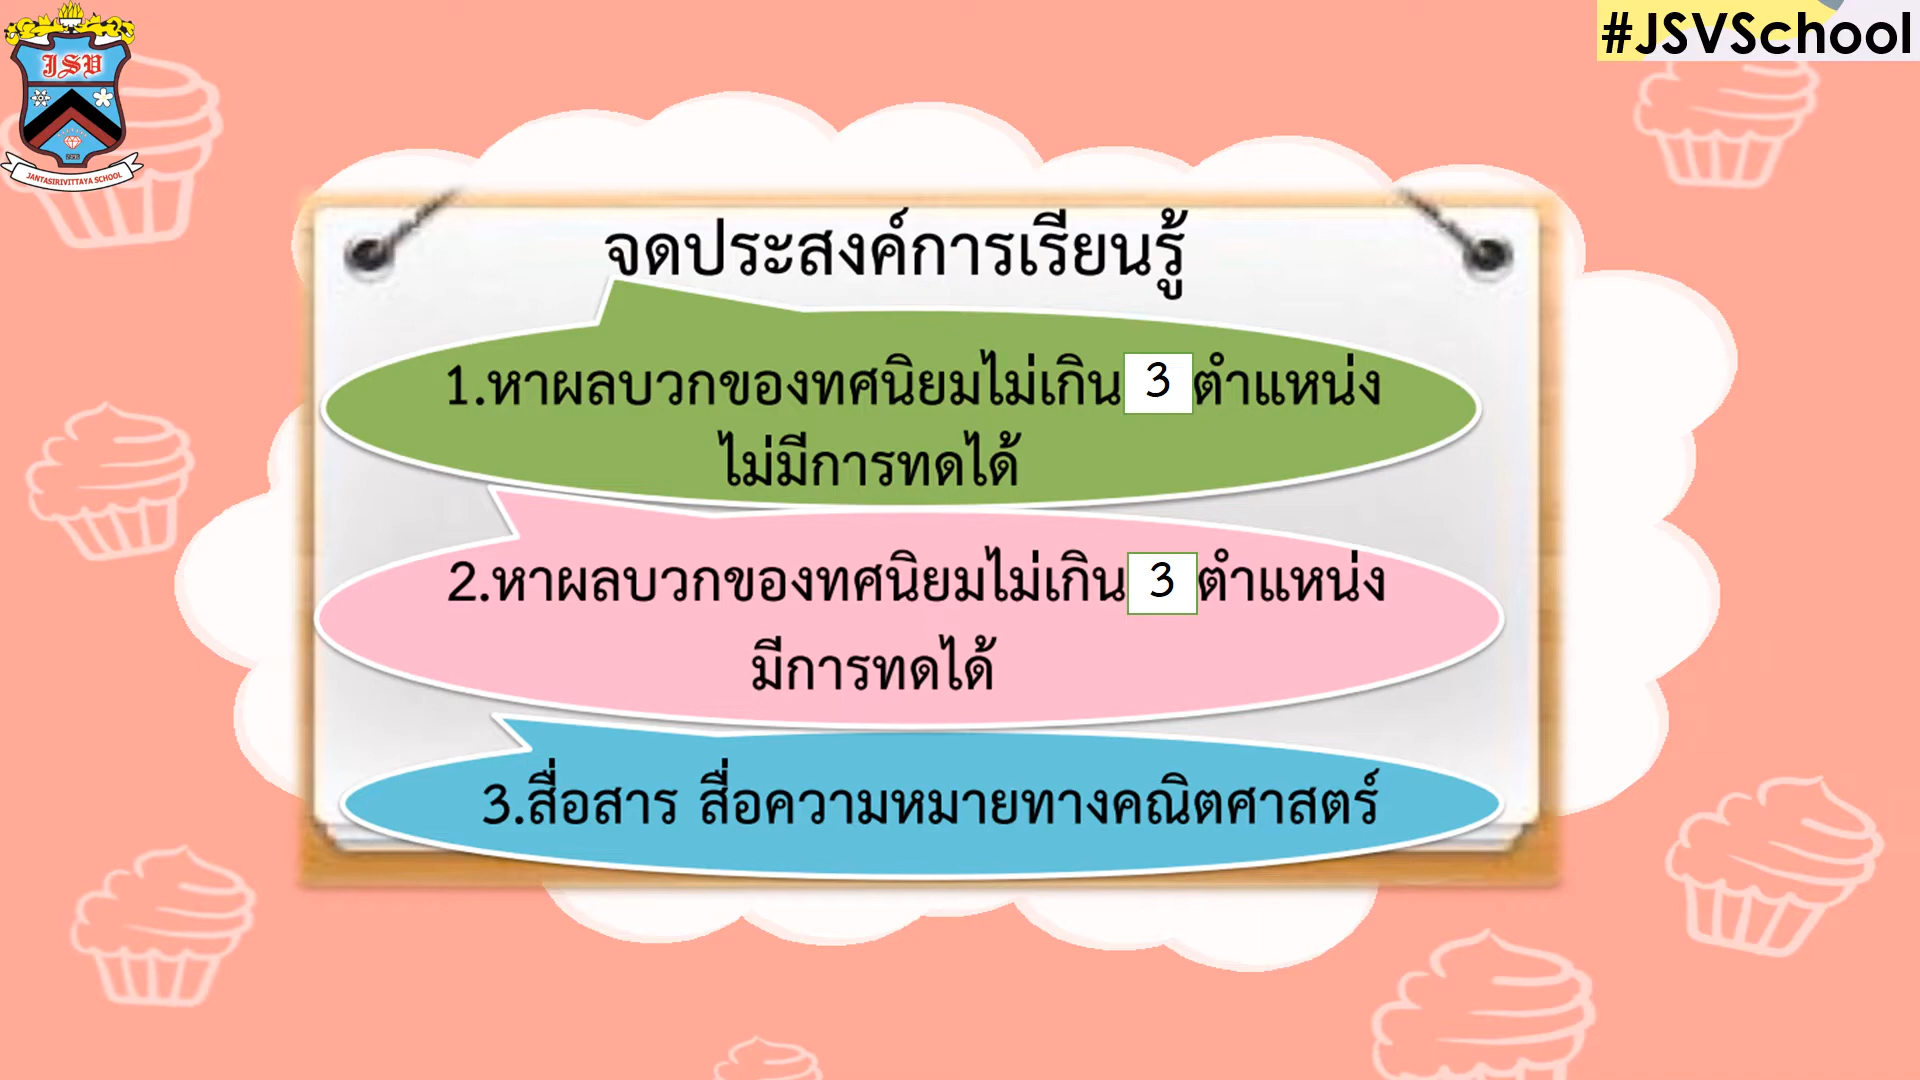 #JSVSchool
JSV
JANTASIRIVITTAYA SCHOOL
จดประสงค์การเรียนรู้
1.หาผลบวกของทศนิยมไม่เกิน 3 ตำแหน่ง
ไม่มีการทดได้
2.หาผลบวกของทศนิยมไม่เกิน 3 ตำแหน่ง
มีการทดได้
3.สื่อสาร สื่อความหมายทางคณิตศาสตร์